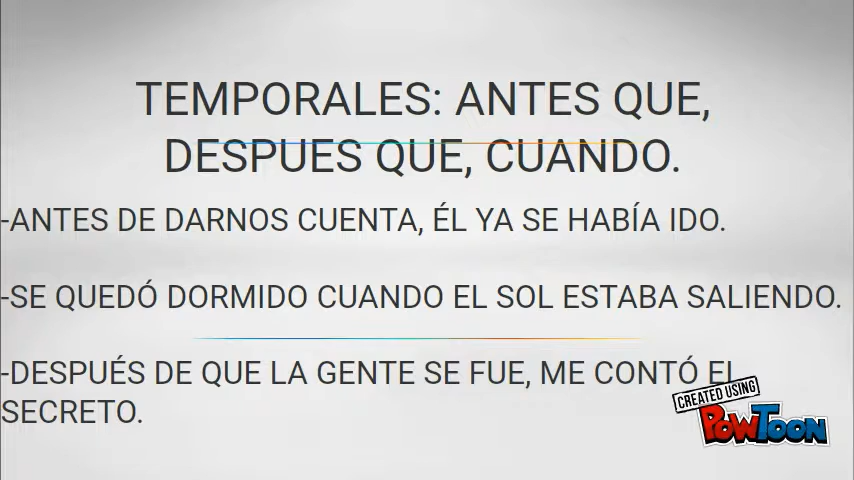 TEMPORALES: ANTES QUE,
DESPUES QUE, CUANDO.
-ANTES DE DARNOS CUENTA, ÉL YA SE HABÍA IDO.
-SE QUEDÓ DORMIDO CUANDO EL SOL ESTABA SALIENDO.
-DESPUÉS DE QUE LA GENTE SE FUE, ME CONTÓ EL
SECRETO.
CREATED USING
POWTOON